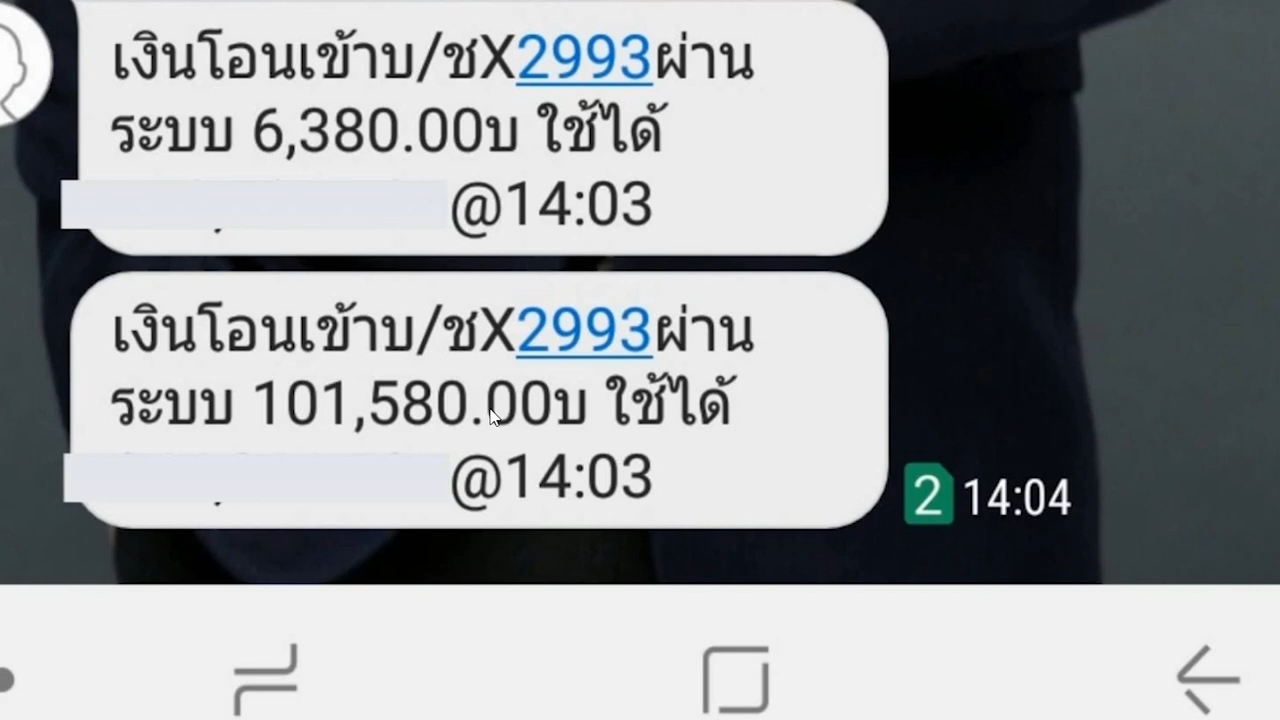 เงินโอนเข้าบ/ชX2993ผ่าน
ระบบ 6,380.00บ ใช้ได้
@14:03
เงินโอนเข้าบ/ชX2993ผ่าน
ระบบ 101,580.00บ ใช้ได้
@14:03
2 14:04